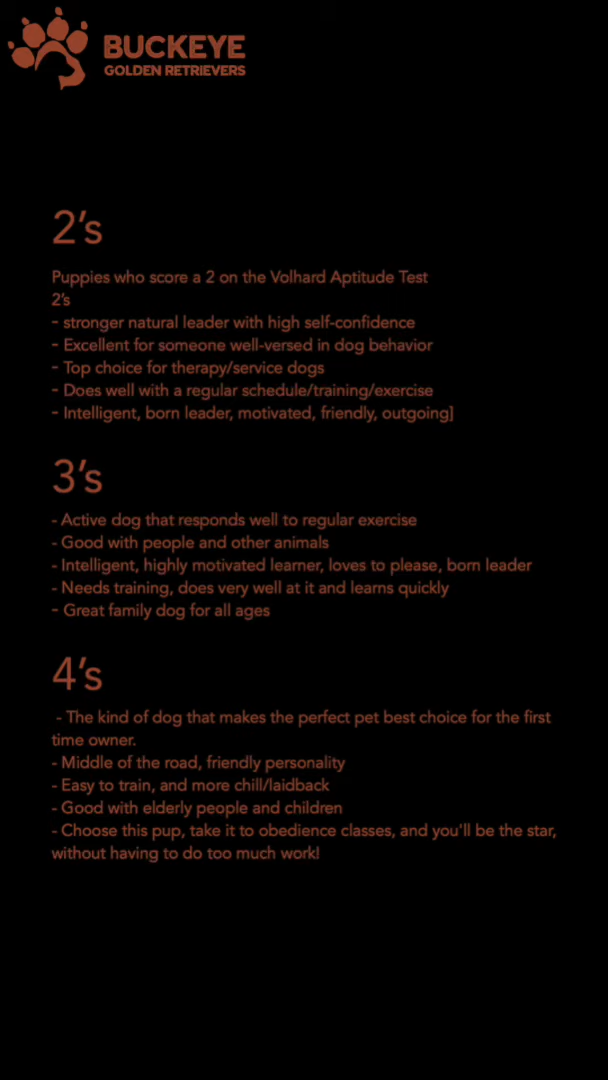 BUCKEYE
GOLDEN RETRIEVERS
2’s
Puppies who score a 2 on the Volhard Aptitude Test
2’s
- stronger natural leader with high self-confidence
- Excellent for someone well-versed in dog behavior
- Top choice for therapy/service dogs
- Does well with a regular schedule/training/exercise
- Intelligent, born leader, motivated, friendly, outgoing]
3’s
- Active dog that responds well to regular exercise
- Good with people and other animals
- Intelligent, highly motivated learner, loves to please, born leader
- Needs training, does very well at it and learns quickly
- Great family dog for all ages
4’s
- The kind of dog that makes the perfect pet best choice for the first
time owner.
- Middle of the road, friendly personality
- Easy to train, and more chill/laidback
- Good with elderly people and children
- Choose this pup, take it to obedience classes, and you'll be the star,
without having to do too much work!